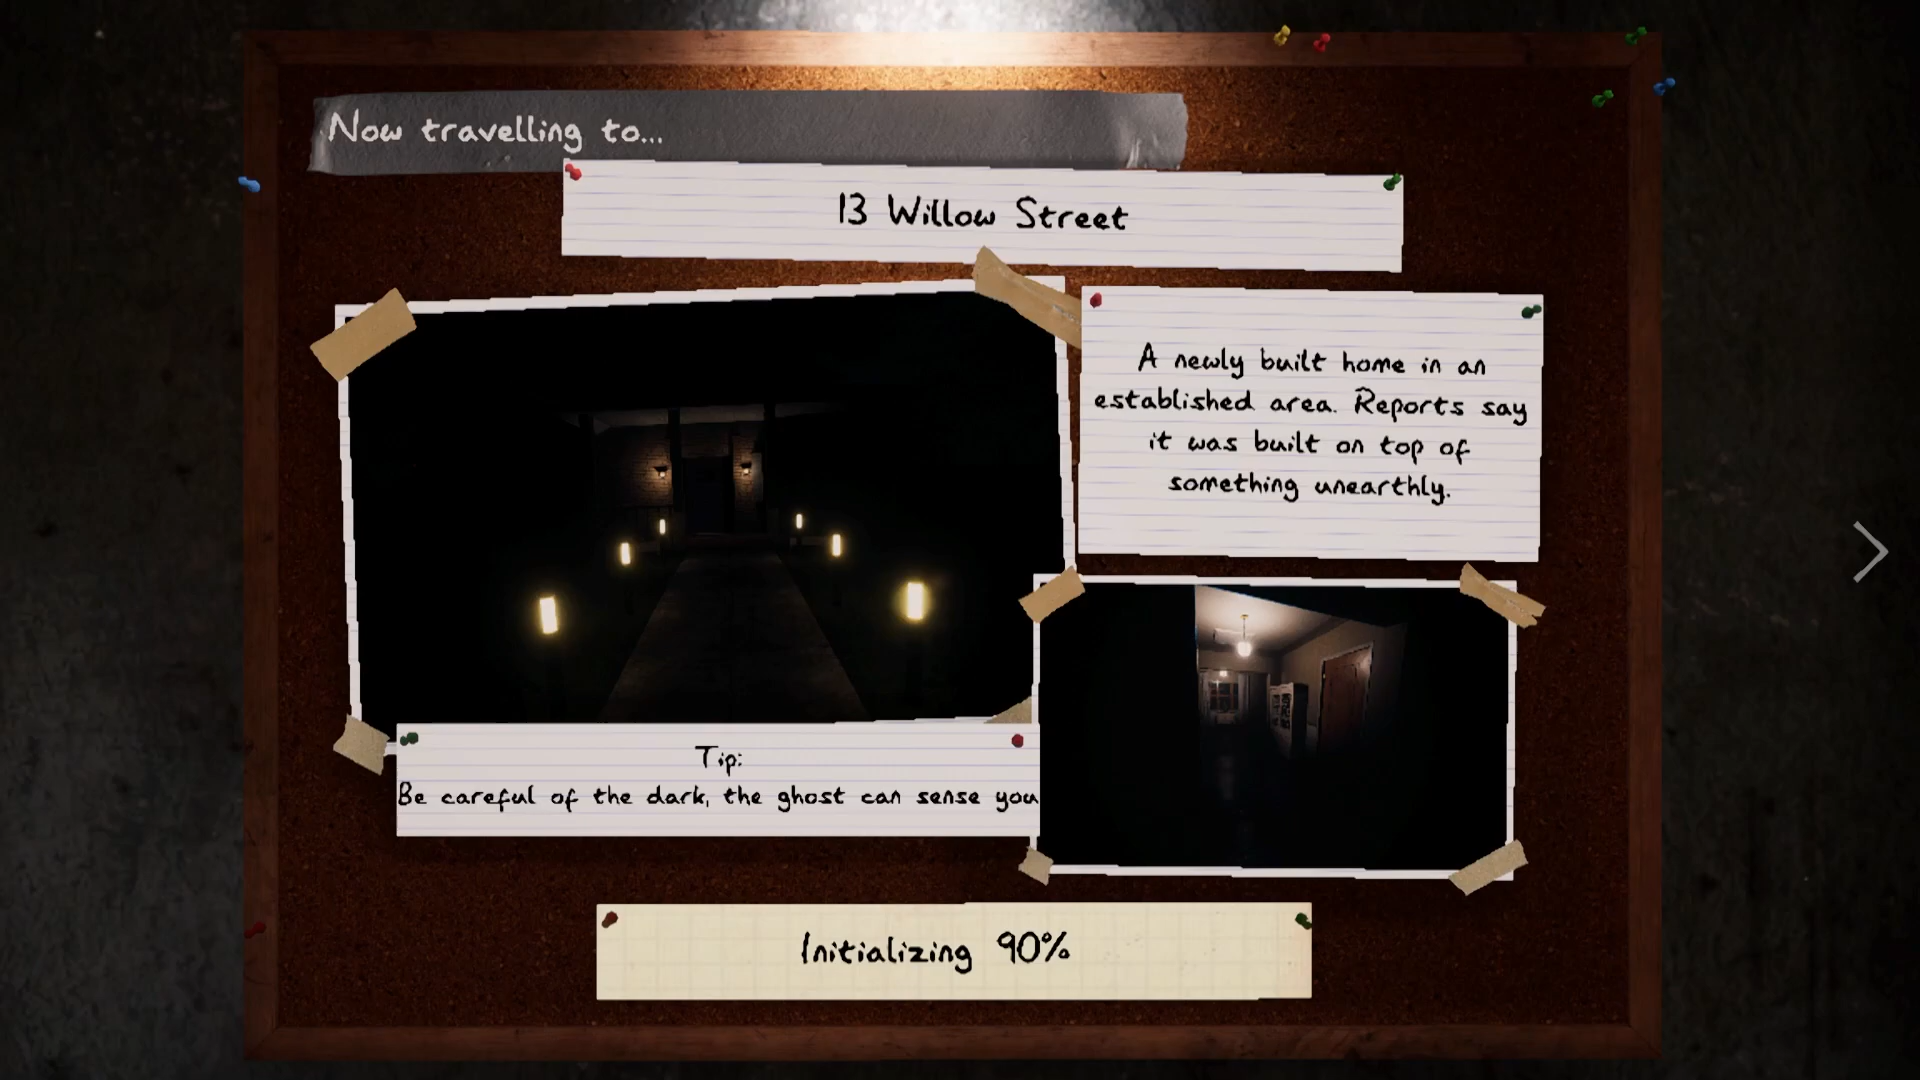 Now travelling to...
13 Willow Street
A newly built home in an
established area. Reports say
it was built on top of
something unearthly.
Tip:
Be careful of the dark, the ghost can sense you
Initializing 90%